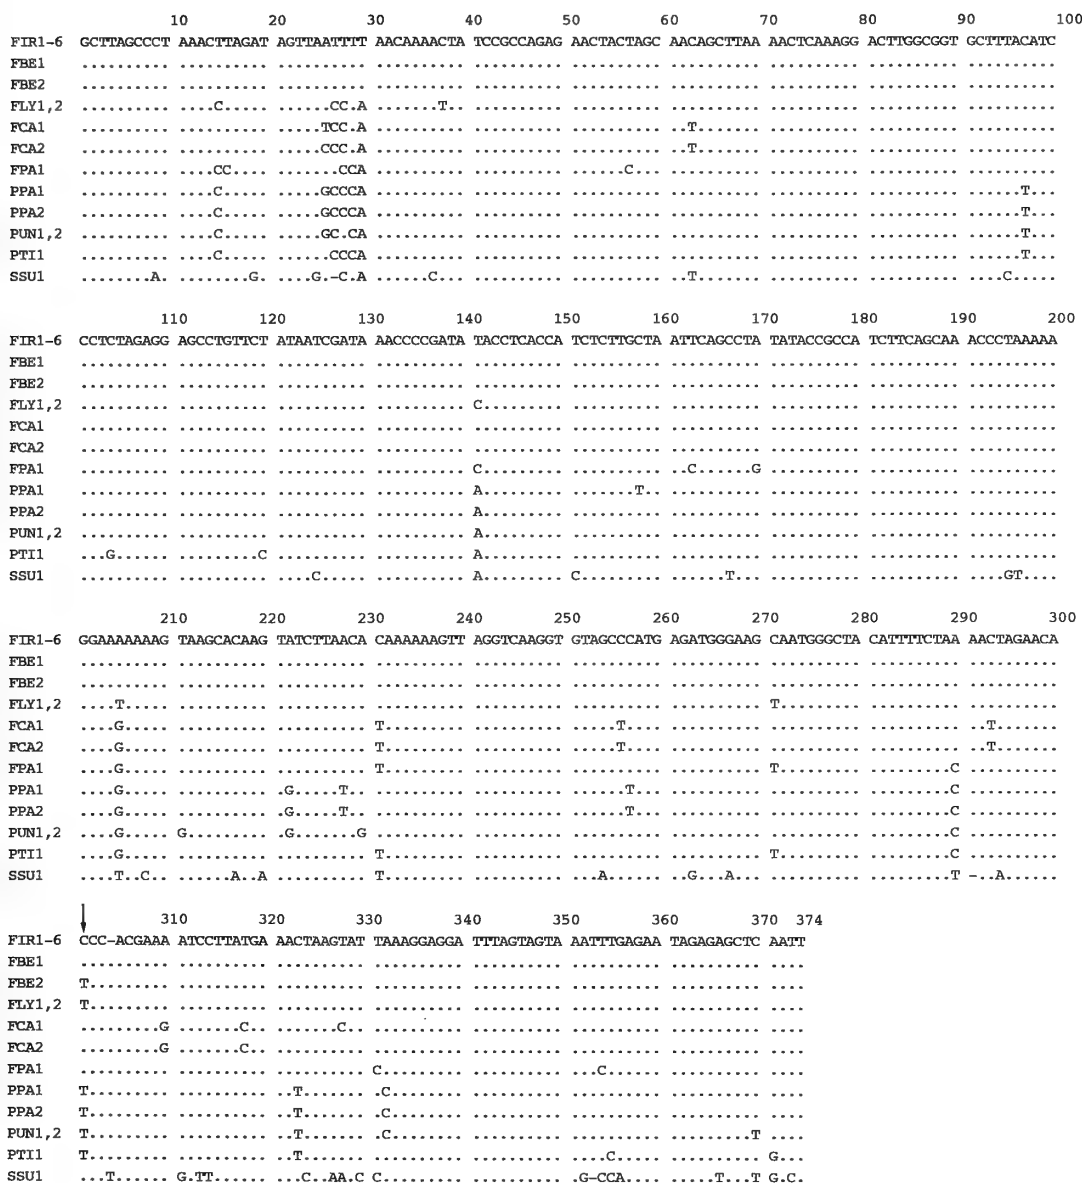 10 20 30 40 50 60 70 80 90 100
FIR1-6 GCTTAGCCCT AAACTTAGAT AGTTAATTTT AACAAAACTA TCCGCCAGAG AACTACTAGC AACAGCTTAA AACTCAAAGG ACTTGGCGGT GCTTTACATC
FBE1 .......... .......... .......... .......... .......... .......... .......... .......... .......... ..........
FBE2 .......... .......... .......... .......... .......... .......... .......... .......... .......... ..........
FLY1,2 .......... ....C..... ......CC.A .......T.. .......... .......... .......... .......... .......... ..........
FCA1 .......... .......... .....TCC.A .......... .......... .......... ..T....... .......... .......... ..........
FCA2 .......... .......... .....CCC.A .......... .......... .......... ..T....... .......... .......... ..........
FPA1 .......... ....CC.... .......CCA .......... .......... ......C... .......... .......... .......... ..........
PPA1 .......... ....C..... .....GCCCA .......... .......... .......... .......... .......... .......... ......T...
PPA2 .......... ....C..... .....GCCCA .......... .......... .......... .......... .......... .......... ......T...
PUN1,2 .......... ....C..... .....GC.CA .......... .......... .......... .......... .......... .......... ......T...
PTI1 .......... ....C..... ......CCCA .......... .......... .......... .......... .......... .......... ......T...
SSU1 ........A. ........G. ....G.-C.A ......C... .......... .......... ..T....... .......... .......... ....C.....
110 120 130 140 150 160 170 180 190 200
FIR1-6 CCTCTAGAGG AGCCTGTTCT ATAATCGATA AACCCCGATA TACCTCACCA TCTCTTGCTA ATTCAGCCTA TATACCGCCA TCTTCAGCAA ACCCTAAAAA
FBE1 .......... .......... .......... .......... .......... .......... .......... .......... .......... ..........
FBE2 .......... .......... .......... .......... .......... .......... .......... .......... .......... ..........
FLY1,2 .......... .......... .......... .......... C......... .......... .......... .......... .......... ..........
FCA1 .......... .......... .......... .......... .......... .......... .......... .......... .......... ..........
FCA2 .......... .......... .......... .......... .......... .......... .......... .......... .......... ..........
FPA1 .......... .......... .......... .......... C......... .......... ..C......G .......... .......... ..........
PPA1 .......... .......... .......... .......... A......... .......T.. .......... .......... .......... ..........
PPA2 .......... .......... .......... .......... A......... .......... .......... .......... .......... ..........
PUN1,2 .......... .......... .......... .......... A......... .......... .......... .......... .......... ..........
PTI1 ...G...... .........C .......... .......... A......... .......... .......... .......... .......... ..........
SSU1 .......... .......... ....C..... .......... A......... C......... ......T... .......... .......... ....GT....
210 220 230 240 250 260 270 280 290 300
FIR1-6 GGAAAAAAAG TAAGCACAAG TATCTTAACA CAAAAAAGTT AGGTCAAGGT GTAGCCCATG AGATGGGAAG CAATGGGCTA CATTTTCTAA AACTAGAACA
FBE1 .......... .......... .......... .......... .......... .......... .......... .......... .......... ..........
FBE2 .......... .......... .......... .......... .......... .......... .......... .......... .......... ..........
FLY1,2 ....T..... .......... .......... .......... .......... .......... .......... T......... .......... ..........
FCA1 ....G..... .......... .......... T......... .......... .....T.... .......... .......... .......... ..T.......
FCA2 ....G..... .......... .......... T......... .......... .....T.... .......... .......... .......... ..T.......
FPA1 ....G..... .......... .......... T......... .......... .......... .......... T......... .........C ..........
PPA1 ....G..... .......... .G.....T.. .......... .......... ......T... .......... .......... .........C ..........
PPA2 ....G..... .......... .G.....T.. .......... .......... ......T... .......... .......... .........C ..........
PUN1,2 ....G..... G......... .G.......G .......... .......... .......... .......... .......... .........C ..........
PTI1 ....G..... .......... .......... T......... .......... .......... .......... T......... .........C ..........
SSU1 ....T..C.. ......A..A .......... T......... .......... ...A...... ..G...A... .......... .........T -..A......
310 320 330 340 350 360 370 374
FIR1-6 CCC-ACGAAA ATCCTTATGA AACTAAGTAT TAAAGGAGGA TTTAGTAGTA AATTTGAGAA TAGAGAGCTC AATT
FBE1 .......... .......... .......... .......... .......... .......... .......... ....
FBE2 T......... .......... .......... .......... .......... .......... .......... ....
FLY1,2 T......... .......... .......... .......... .......... .......... .......... ....
FCA1 .........G .......C.. .......C.. .......... .......... .......... .......... ....
FCA2 .........G .......C.. .......... .......... .......... .......... .......... ....
FPA1 .......... .......... .......... C......... .......... ...C...... .......... ....
PPA1 T......... .......... ..T....... .C........ .......... .......... .......... ....
PPA2 T......... .......... ..T....... .C........ .......... .......... .......... ....
PUN1,2 T......... .......... ..T....... .C........ .......... .......... .........T ....
PTI1 T......... .......... ..T....... .......... .......... ....C..... .......... G...
SSU1 ...T...... G.TT...... ...C..AA.C C......... .......... .G-CCA.... .....T...T G.C.